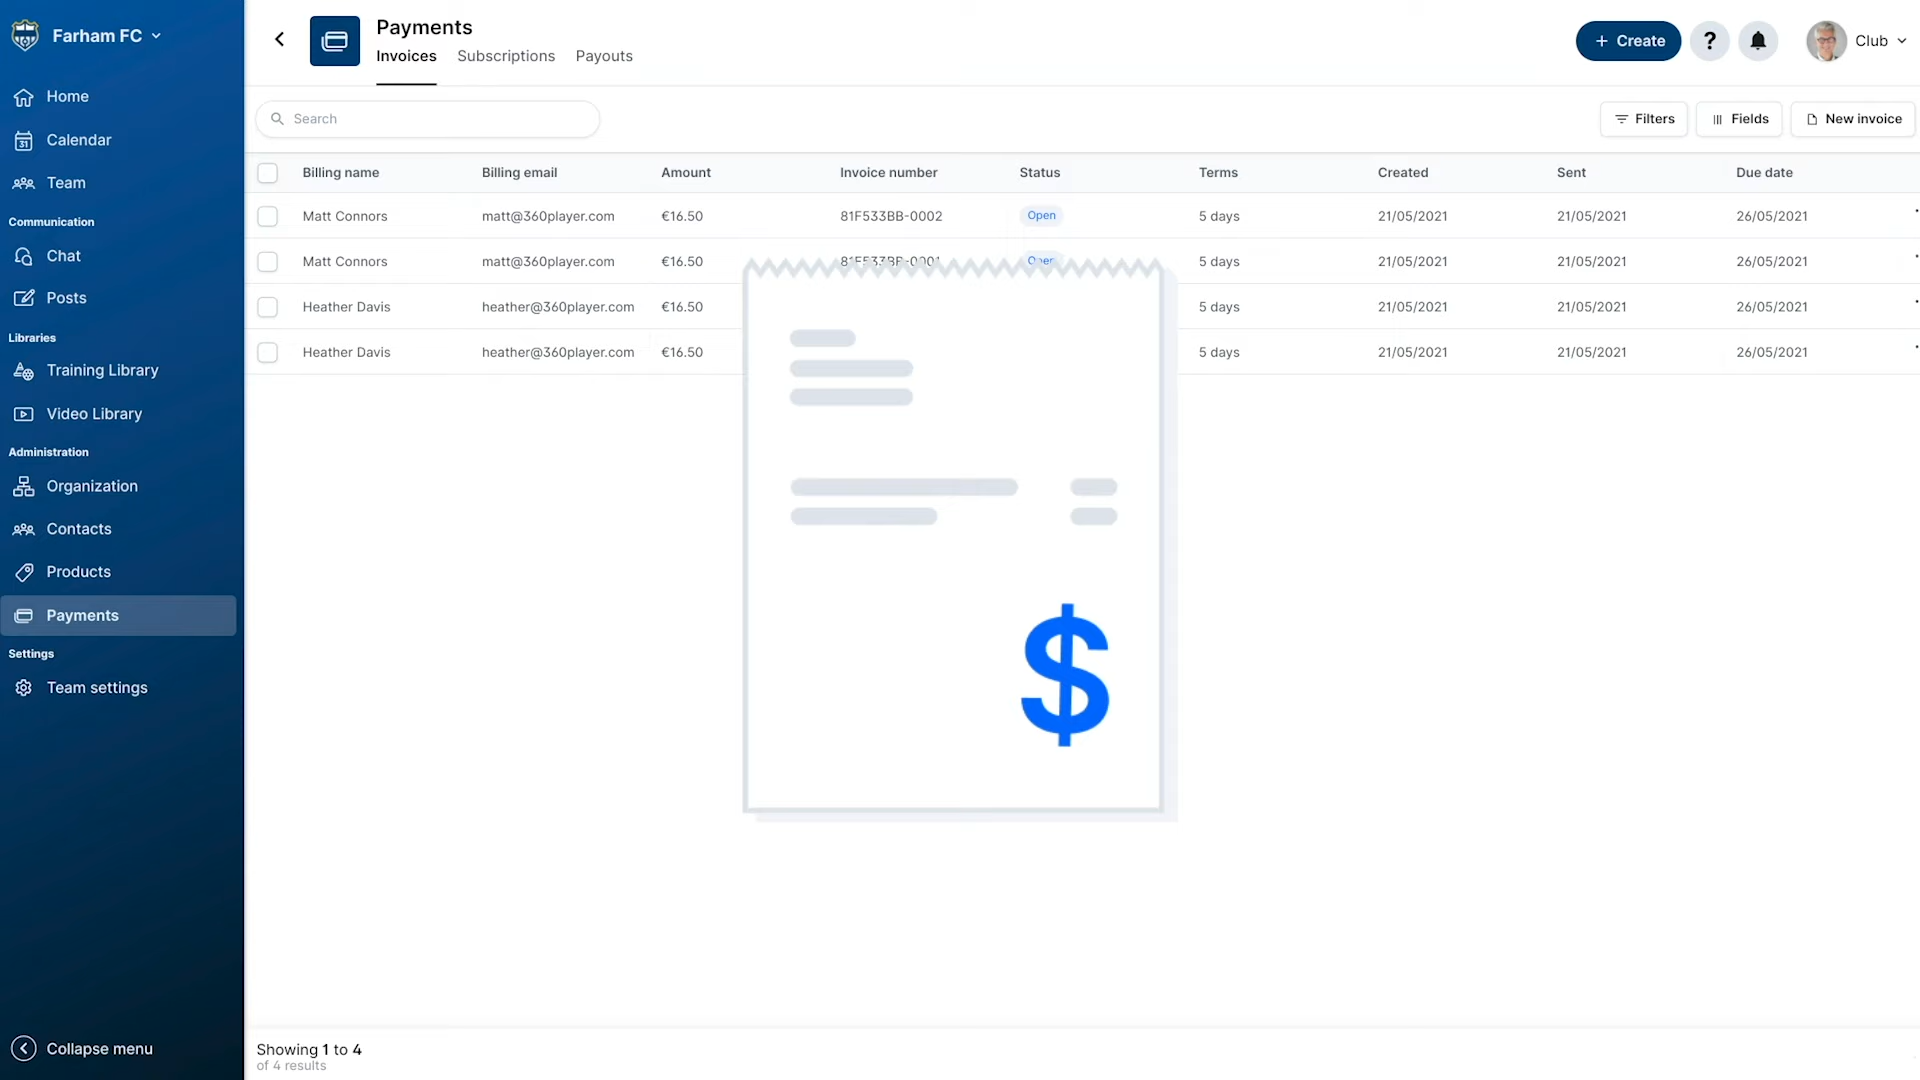 Farham FC
Home
Calendar
31
Team
Communication
Chat
Posts
Libraries
Training Library
Video Library
Administration
Organization
Contacts
Products
Payments
Settings
Team settings
Collapse menu
Payments
Invoices Subscriptions Payouts
+ Create ? Club
Search
Filters Fields New invoice
Billing name Billing email Amount Invoice number Status Terms Created Sent Due date
Matt Connors matt@360player.com €16.50 81F533BB-0002 Open 5 days 21/05/2021 21/05/2021 26/05/2021
Matt Connors matt@360player.com €16.50 81F533BB-0001 Open 5 days 21/05/2021 21/05/2021 26/05/2021
Heather Davis heather@360player.com €16.50 5 days 21/05/2021 21/05/2021 26/05/2021
Heather Davis heather@360player.com €16.50 5 days 21/05/2021 21/05/2021 26/05/2021
$
Showing 1 to 4
of 4 results